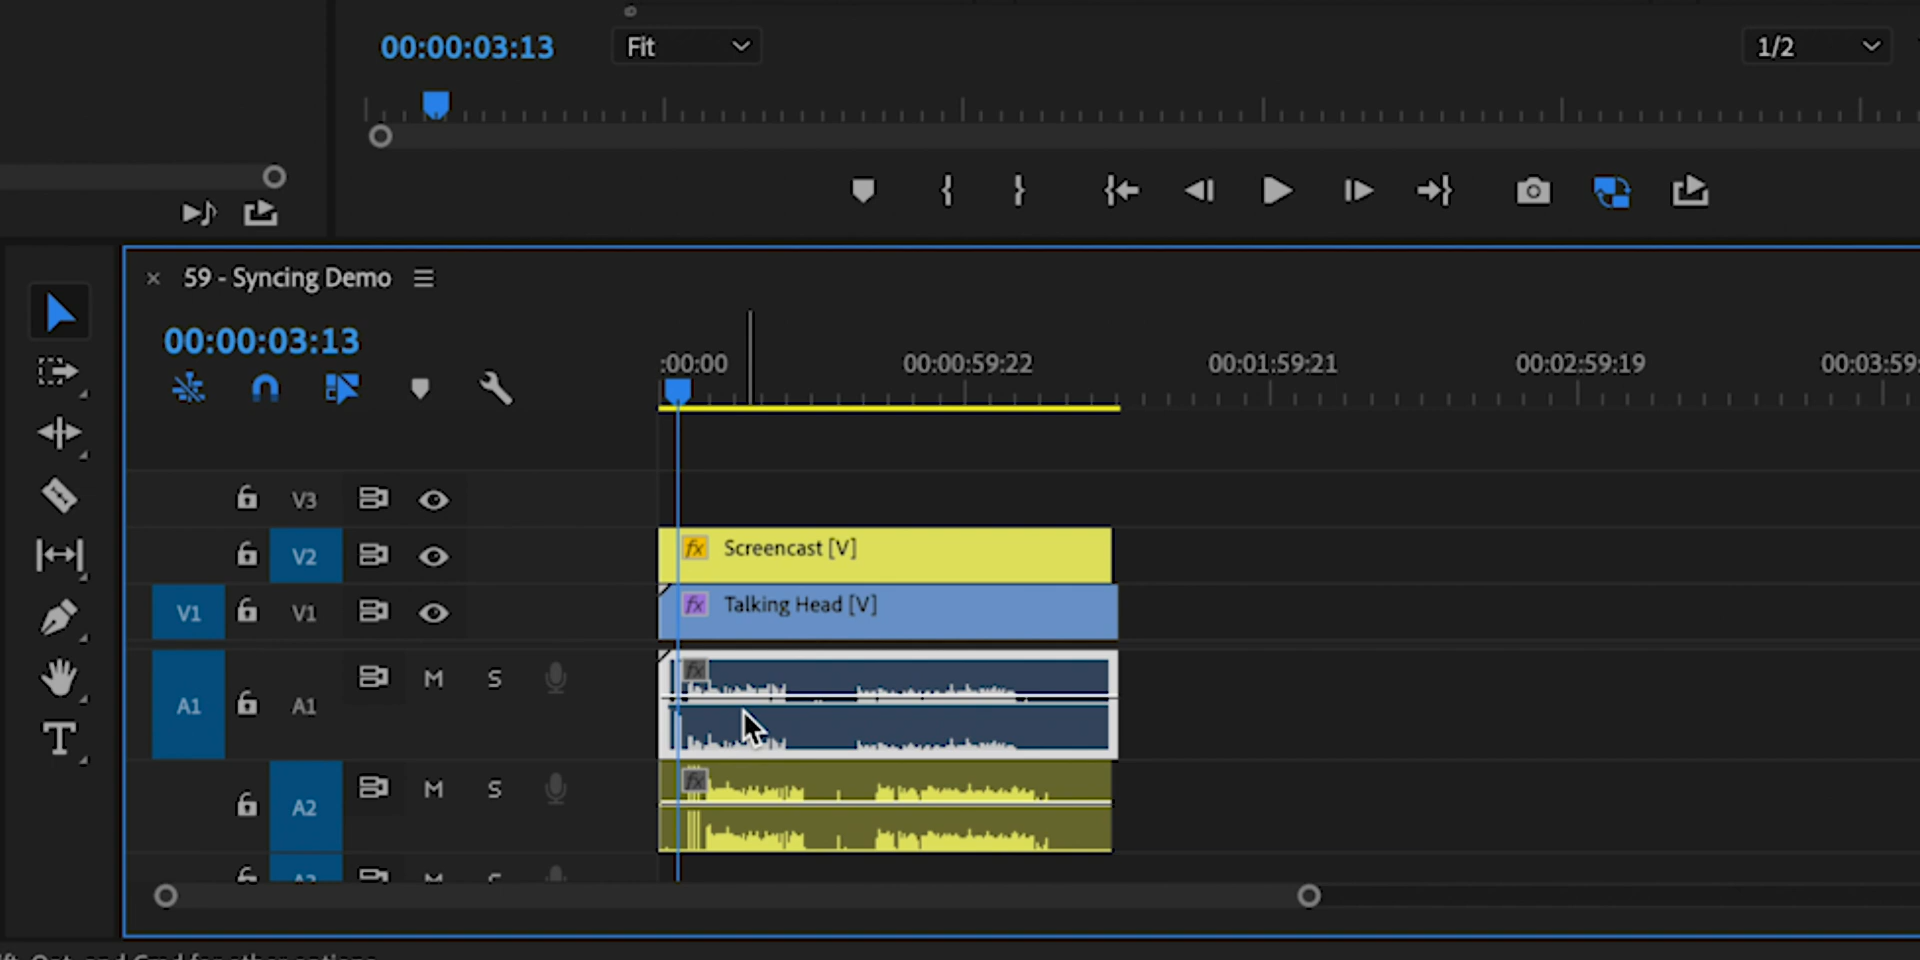 00:00:03:13
Fit
1/2
59 - Syncing Demo
00:00:03:13
:00:00
00:00:59:22
00:01:59:21
00:02:59:19
00:03:59:
V3
V2
fx Screencast [V]
V1
V1
fx Talking Head [V]
A1
A1
M
S
fx
A2
M
S
fx
T